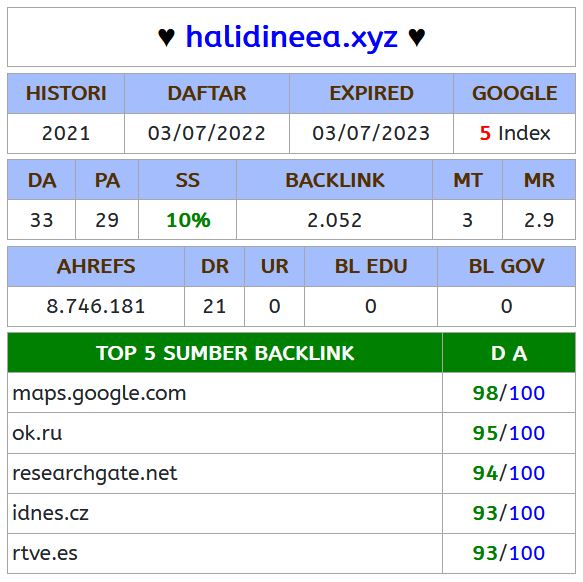 ♥ halidineea.xyz ♥
HISTORI DAFTAR EXPIRED GOOGLE
2021 03/07/2022 03/07/2023 5 Index
DA PA SS BACKLINK MT MR
33 29 10% 2.052 3 2.9
AHREFS DR UR BL EDU BL GOV
8.746.181 21 0 0 0
TOP 5 SUMBER BACKLINK D A
maps.google.com 98/100
ok.ru 95/100
researchgate.net 94/100
idnes.cz 93/100
rtve.es 93/100